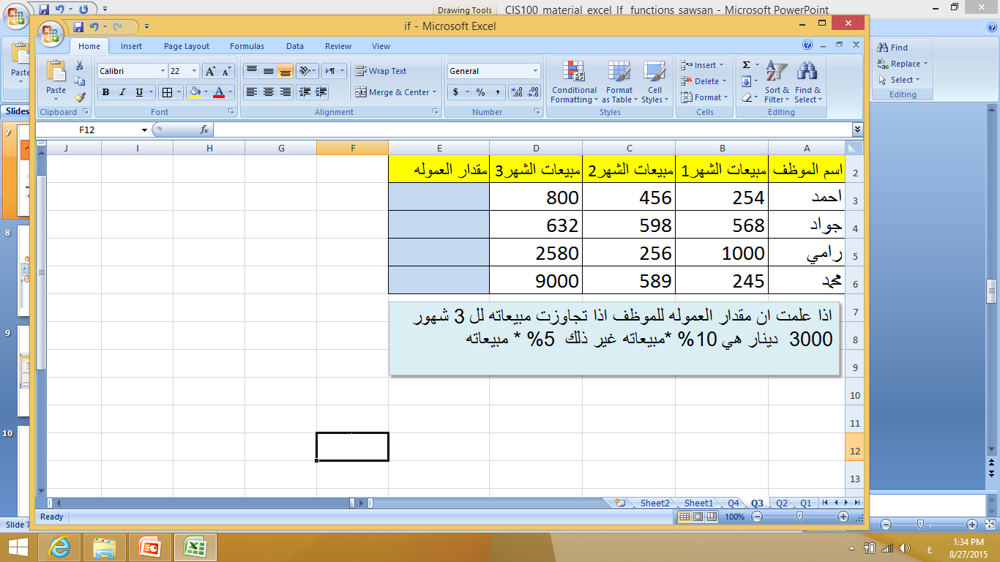 Drawing Tools
CIS100_material_excel_If_functions_sawsan - Microsoft PowerPoint
if - Microsoft Excel
Home Insert Page Layout Formulas Data Review View
Paste
Calibri 22
Wrap Text
General
Conditional Formatting
Format as Table
Cell Styles
Insert
Delete
Format
Sort & Filter
Find & Select
B I U
Merge & Center
$ % ,
Clipboard Font Alignment Number Styles Cells Editing
Find
Replace
Select
Editing
Paste
Slides
7
8
9
10
F12 fx
J I H G F E D C B A
2 اسم الموظف مبيعات الشهر1 مبيعات الشهر2 مبيعات الشهر3 مقدار العموله
3 احمد 254 456 800
4 جواد 568 598 632
5 رامي 1000 256 2580
6 محمد 245 589 9000
7
8
9
10
11
12
13
اذا علمت ان مقدار العموله للموظف اذا تجاوزت مبيعاته لل 3 شهور
3000 دينار هي 10% *مبيعاته غير ذلك 5% * مبيعاته
Sheet2 Sheet1 Q4 Q3 Q2 Q1
Ready 100%
Slide 7
ع
1:34 PM
8/27/2015